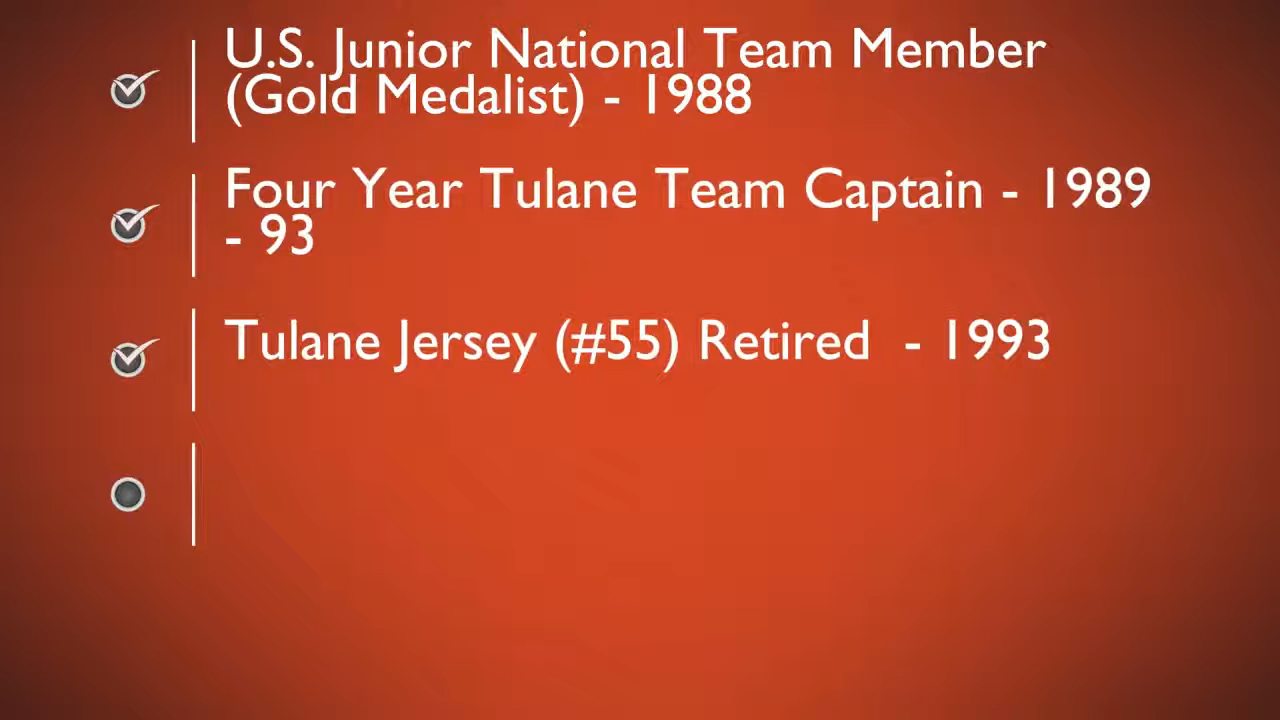 U.S. Junior National Team Member
(Gold Medalist) - 1988
Four Year Tulane Team Captain - 1989
- 93
Tulane Jersey (#55) Retired  - 1993